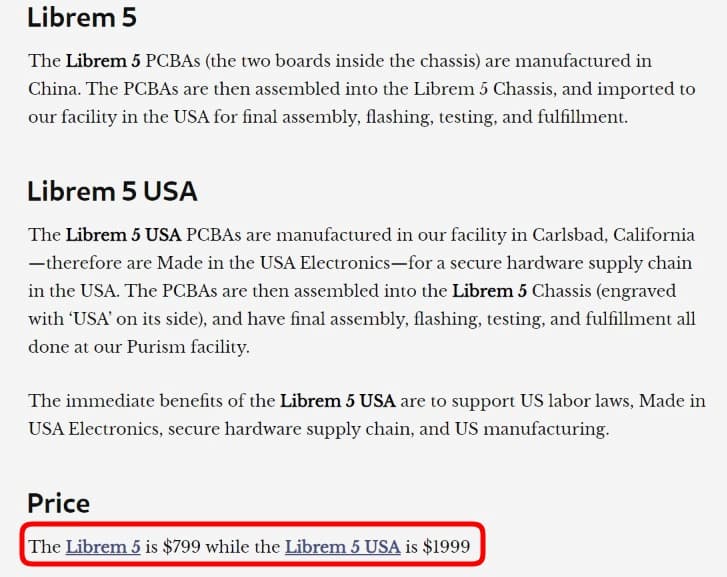 Librem 5
The Librem 5 PCBAs (the two boards inside the chassis) are manufactured in
China. The PCBAs are then assembled into the Librem 5 Chassis, and imported to
our facility in the USA for final assembly, flashing, testing, and fulfillment.
Librem 5 USA
The Librem 5 USA PCBAs are manufactured in our facility in Carlsbad, California
—therefore are Made in the USA Electronics—for a secure hardware supply chain
in the USA. The PCBAs are then assembled into the Librem 5 Chassis (engraved
with ‘USA’ on its side), and have final assembly, flashing, testing, and fulfillment all
done at our Purism facility.
The immediate benefits of the Librem 5 USA are to support US labor laws, Made in
USA Electronics, secure hardware supply chain, and US manufacturing.
Price
The Librem 5 is $799 while the Librem 5 USA is $1999